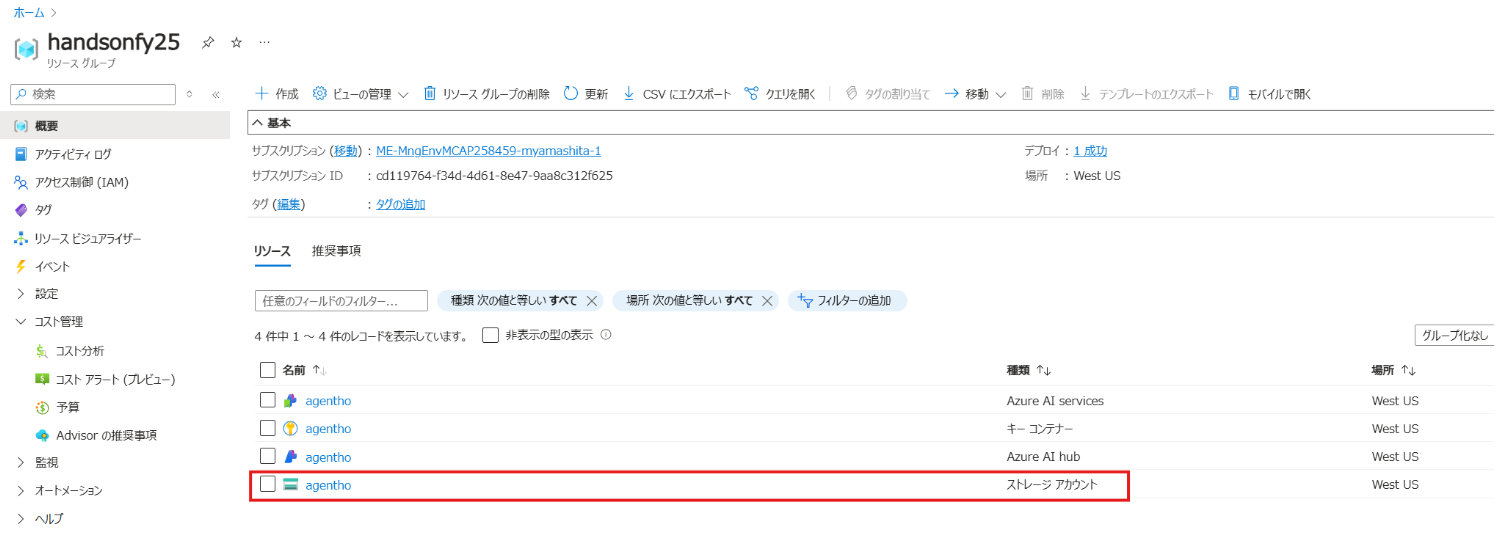 ホーム
handsonfy25
リソース グループ
検索
作成 ビューの管理 リソース グループの削除 更新 CSV にエクスポート クエリを開く タグの割り当て 移動 削除 テンプレートのエクスポート モバイルで開く
概要
アクティビティ ログ
アクセス制御 (IAM)
タグ
リソース ビジュアライザー
イベント
設定
コスト管理
コスト分析
コスト アラート (プレビュー)
予算
Advisor の推奨事項
監視
オートメーション
ヘルプ
基本
サブスクリプション (移動) : ME-MngEnvMCAP258459-myamashita-1
デプロイ : 1 成功
サブスクリプション ID : cd119764-f34d-4d61-8e47-9aa8c312f625
場所 : West US
タグ (編集) : タグの追加
リソース 推奨事項
任意のフィールドのフィルター... 種類 次の値と等しい すべて 場所 次の値と等しい すべて フィルターの追加
4 件中 1 ～ 4 件のレコードを表示しています。 非表示の型の表示
グループ化なし
名前 種類 場所
agentho Azure AI services West US
agentho キー コンテナー West US
agentho Azure AI hub West US
agentho ストレージ アカウント West US